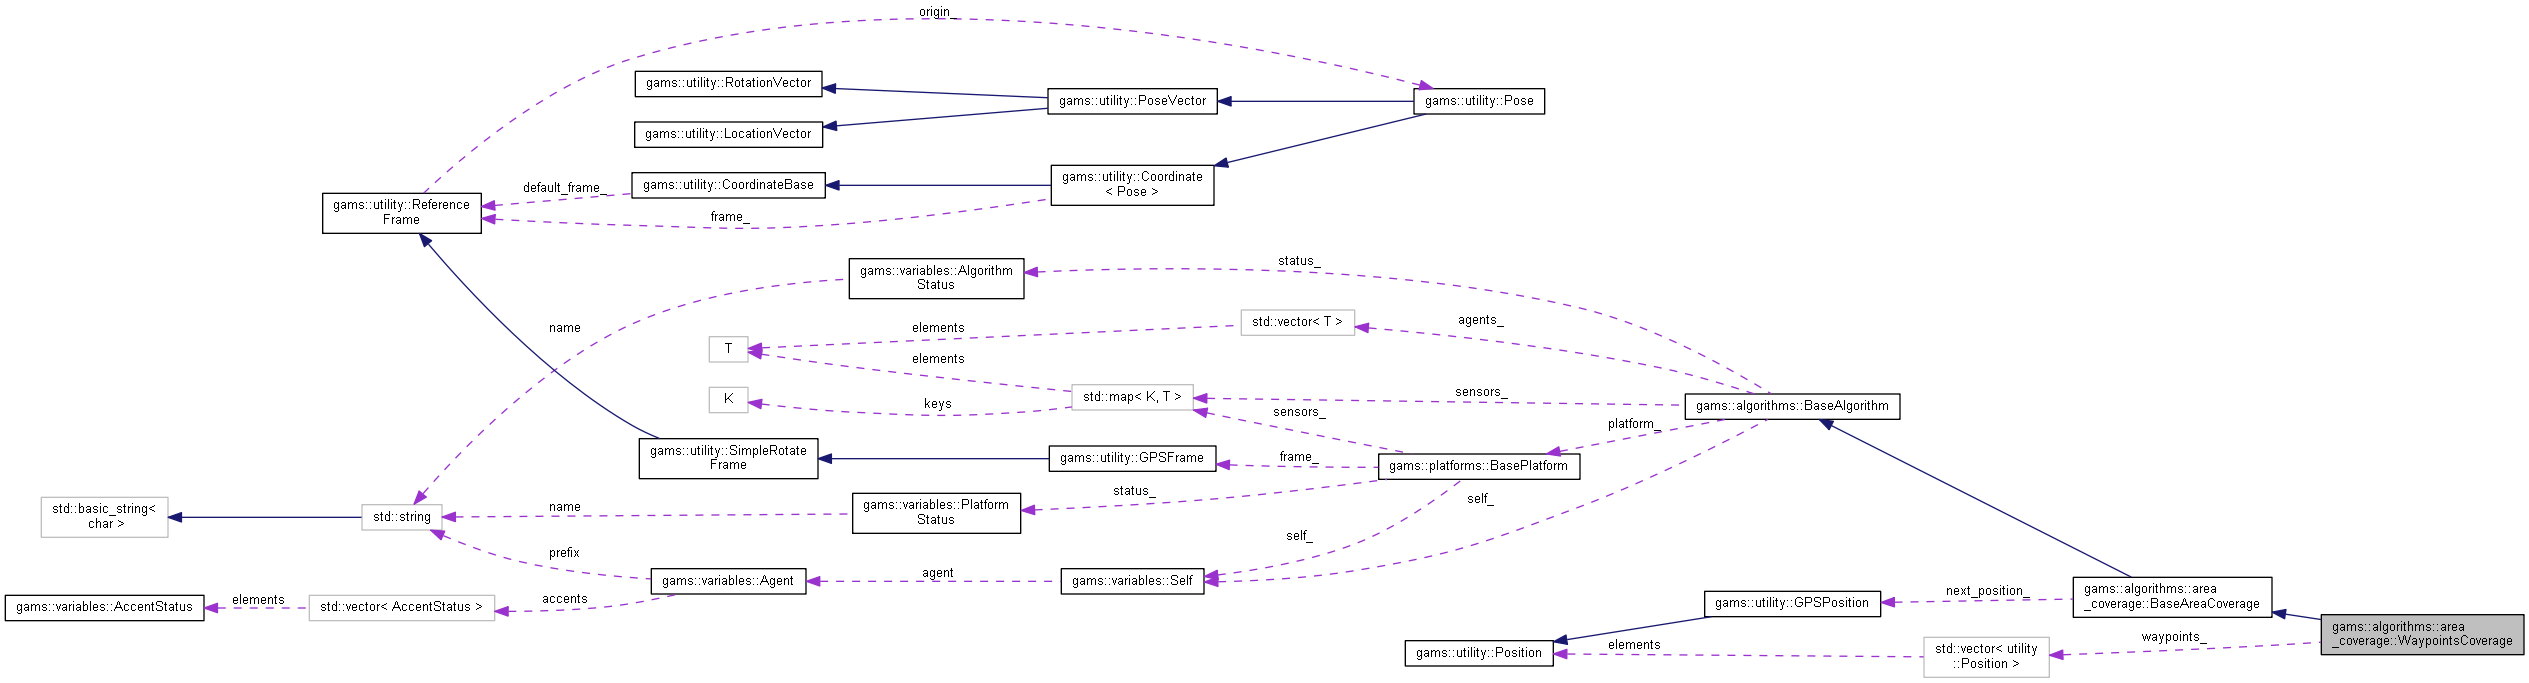 origin_
gams::utility::RotationVector
gams::utility::PoseVector
gams::utility::Pose
gams::utility::LocationVector
gams::utility::Reference
Frame
default_frame_
gams::utility::CoordinateBase
gams::utility::Coordinate
< Pose >
frame_
gams::variables::Algorithm
Status
status_
name
elements
std::vector< T >
agents_
T
elements
K
keys
std::map< K, T >
sensors_
sensors_
gams::algorithms::BaseAlgorithm
platform_
gams::utility::SimpleRotate
Frame
gams::utility::GPSFrame
frame_
gams::platforms::BasePlatform
std::basic_string<
char >
std::string
name
gams::variables::Platform
Status
status_
self_
self_
prefix
gams::variables::Agent
agent
gams::variables::Self
gams::variables::AccentStatus
elements
std::vector< AccentStatus >
accents
gams::utility::GPSPosition
next_position_
gams::algorithms::area
_coverage::BaseAreaCoverage
gams::utility::Position
elements
std::vector< utility
::Position >
waypoints_
gams::algorithms::area
_coverage::WaypointsCoverage